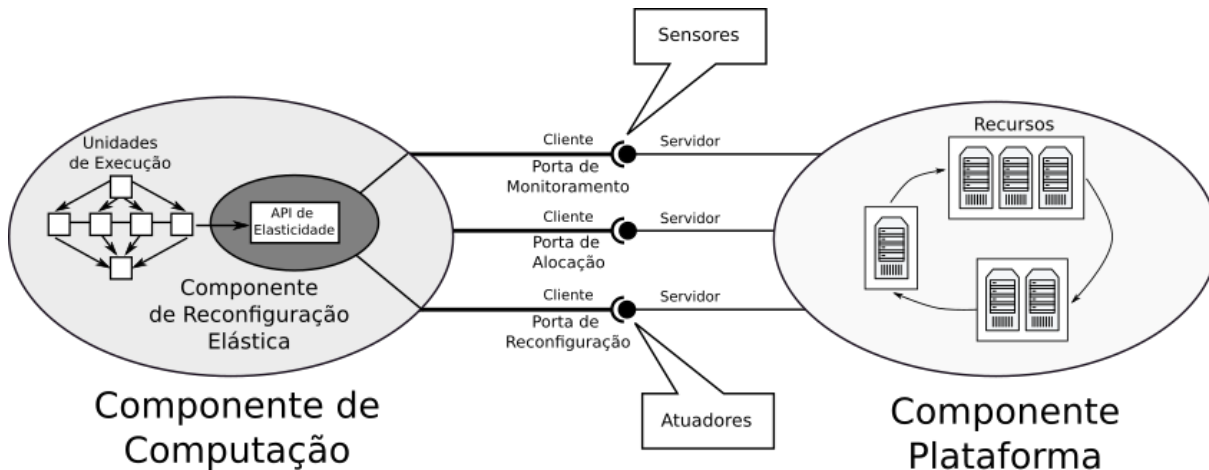 Sensores
Unidades
de Execução
API de
Elasticidade
Componente
de Reconfiguração
Elástica
Componente de
Computação
Cliente
Servidor
Porta de
Monitoramento
Cliente
Servidor
Porta de
Alocação
Cliente
Servidor
Porta de
Reconfiguração
Atuadores
Recursos
Componente
Plataforma